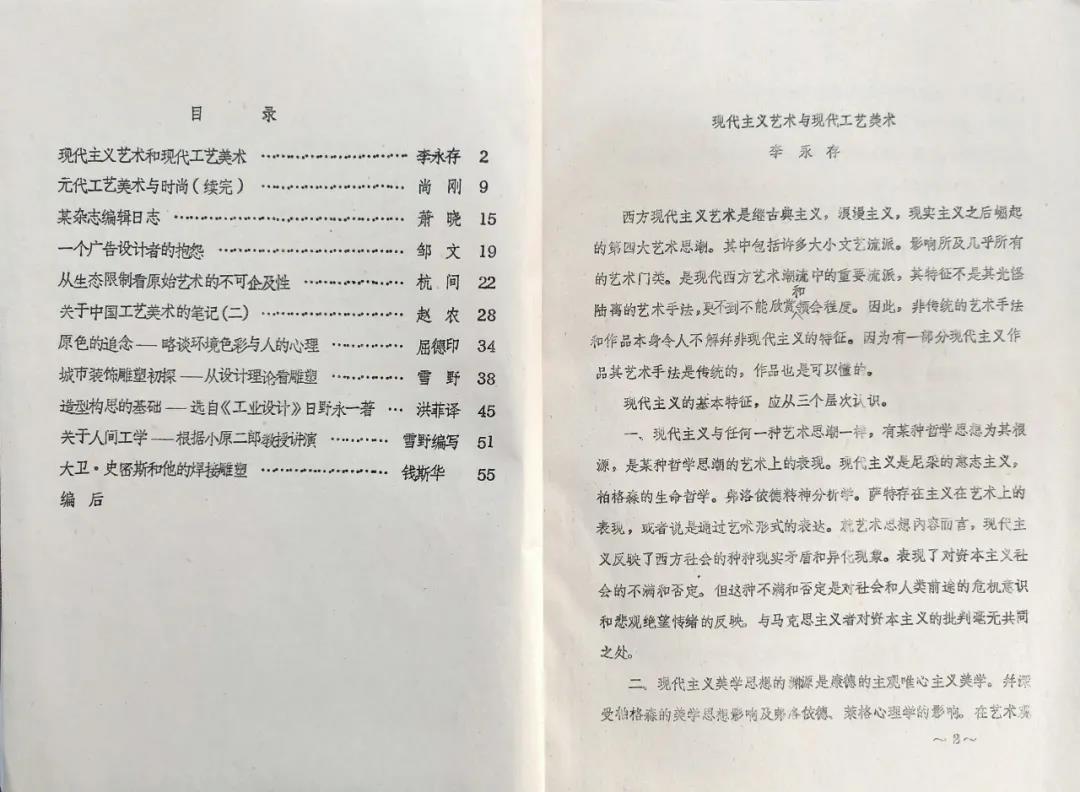 目 录
现代主义艺术和现代工艺美术 ……………… 李永存 2
元代工艺美术与时尚(续完) ……………… 尚 刚 9
某杂志编辑日志 ……………… 萧 晓 15
一个广告设计者的抱怨 ……………… 邹 文 19
从生态限制看原始艺术的不可企及性 ……………… 杭 间 22
关于中国工艺美术的笔记(二) ……………… 赵 农 28
原色的追念——略谈环境色彩与人的心理 ……………… 屈德印 34
城市装饰雕塑初探——从设计理论看雕塑 ……………… 雪 野 38
造型构思的基础——选自《工业设计》日野永一著 … 洪菲译 45
关于人间工学——根据小原二郎教授讲演 ……………… 雪野编写 51
大卫·史密斯和他的焊接雕塑 ……………… 钱斯华 55
编 后
现代主义艺术与现代工艺美术
李 永 存
西方现代主义艺术是继古典主义，浪漫主义，现实主义之后崛起
的第四大艺术思潮。其中包括许多大小文艺流派。影响所及几乎所有
的艺术门类。是现代西方艺术潮流中的重要流派，其特征不是其光怪
陆离的艺术手法，更不到不能欣赏和领会程度。因此，非传统的艺术手法
和作品本身令人不解并非现代主义的特征。因为有一部分现代主义作
品其艺术手法是传统的，作品也是可以懂的。
现代主义的基本特征，应从三个层次认识。
一、现代主义与任何一种艺术思潮一样，有某种哲学思想为其根
源，是某种哲学思潮的艺术上的表现。现代主义是尼采的意志主义，
柏格森的生命哲学。弗洛依德精神分析学。萨特存在主义在艺术上的
表现，或者说是通过艺术形式的表达。就艺术思想内容而言，现代主
义反映了西方社会的种种现实矛盾和异化现象。表现了对资本主义社
会的不满和否定。但这种不满和否定是对社会和人类前途的危机意识
和悲观绝望情绪的反映。与马克思主义者对资本主义的批判毫无共同
之处。
二、现代主义美学思想的渊源是康德的主观唯心主义美学。并深
受柏格森的美学思想影响及弗洛依德、荣格心理学的影响。在艺术表
～2～